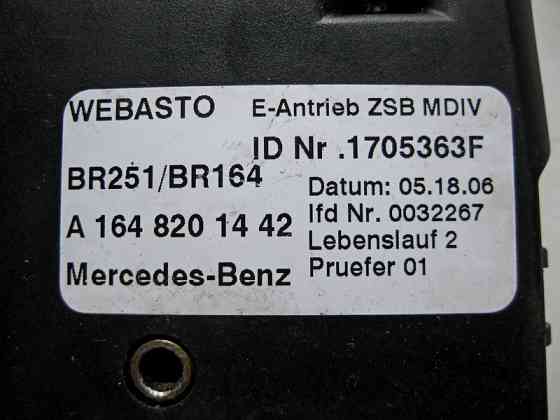 WEBASTO E-Antrieb ZSB MDIV
ID Nr .1705363F
BR251/BR164
Datum: 05.18.06
A 164 820 14 42
lfd Nr. 0032267
Lebenslauf 2
Mercedes-Benz
Pruefer 01